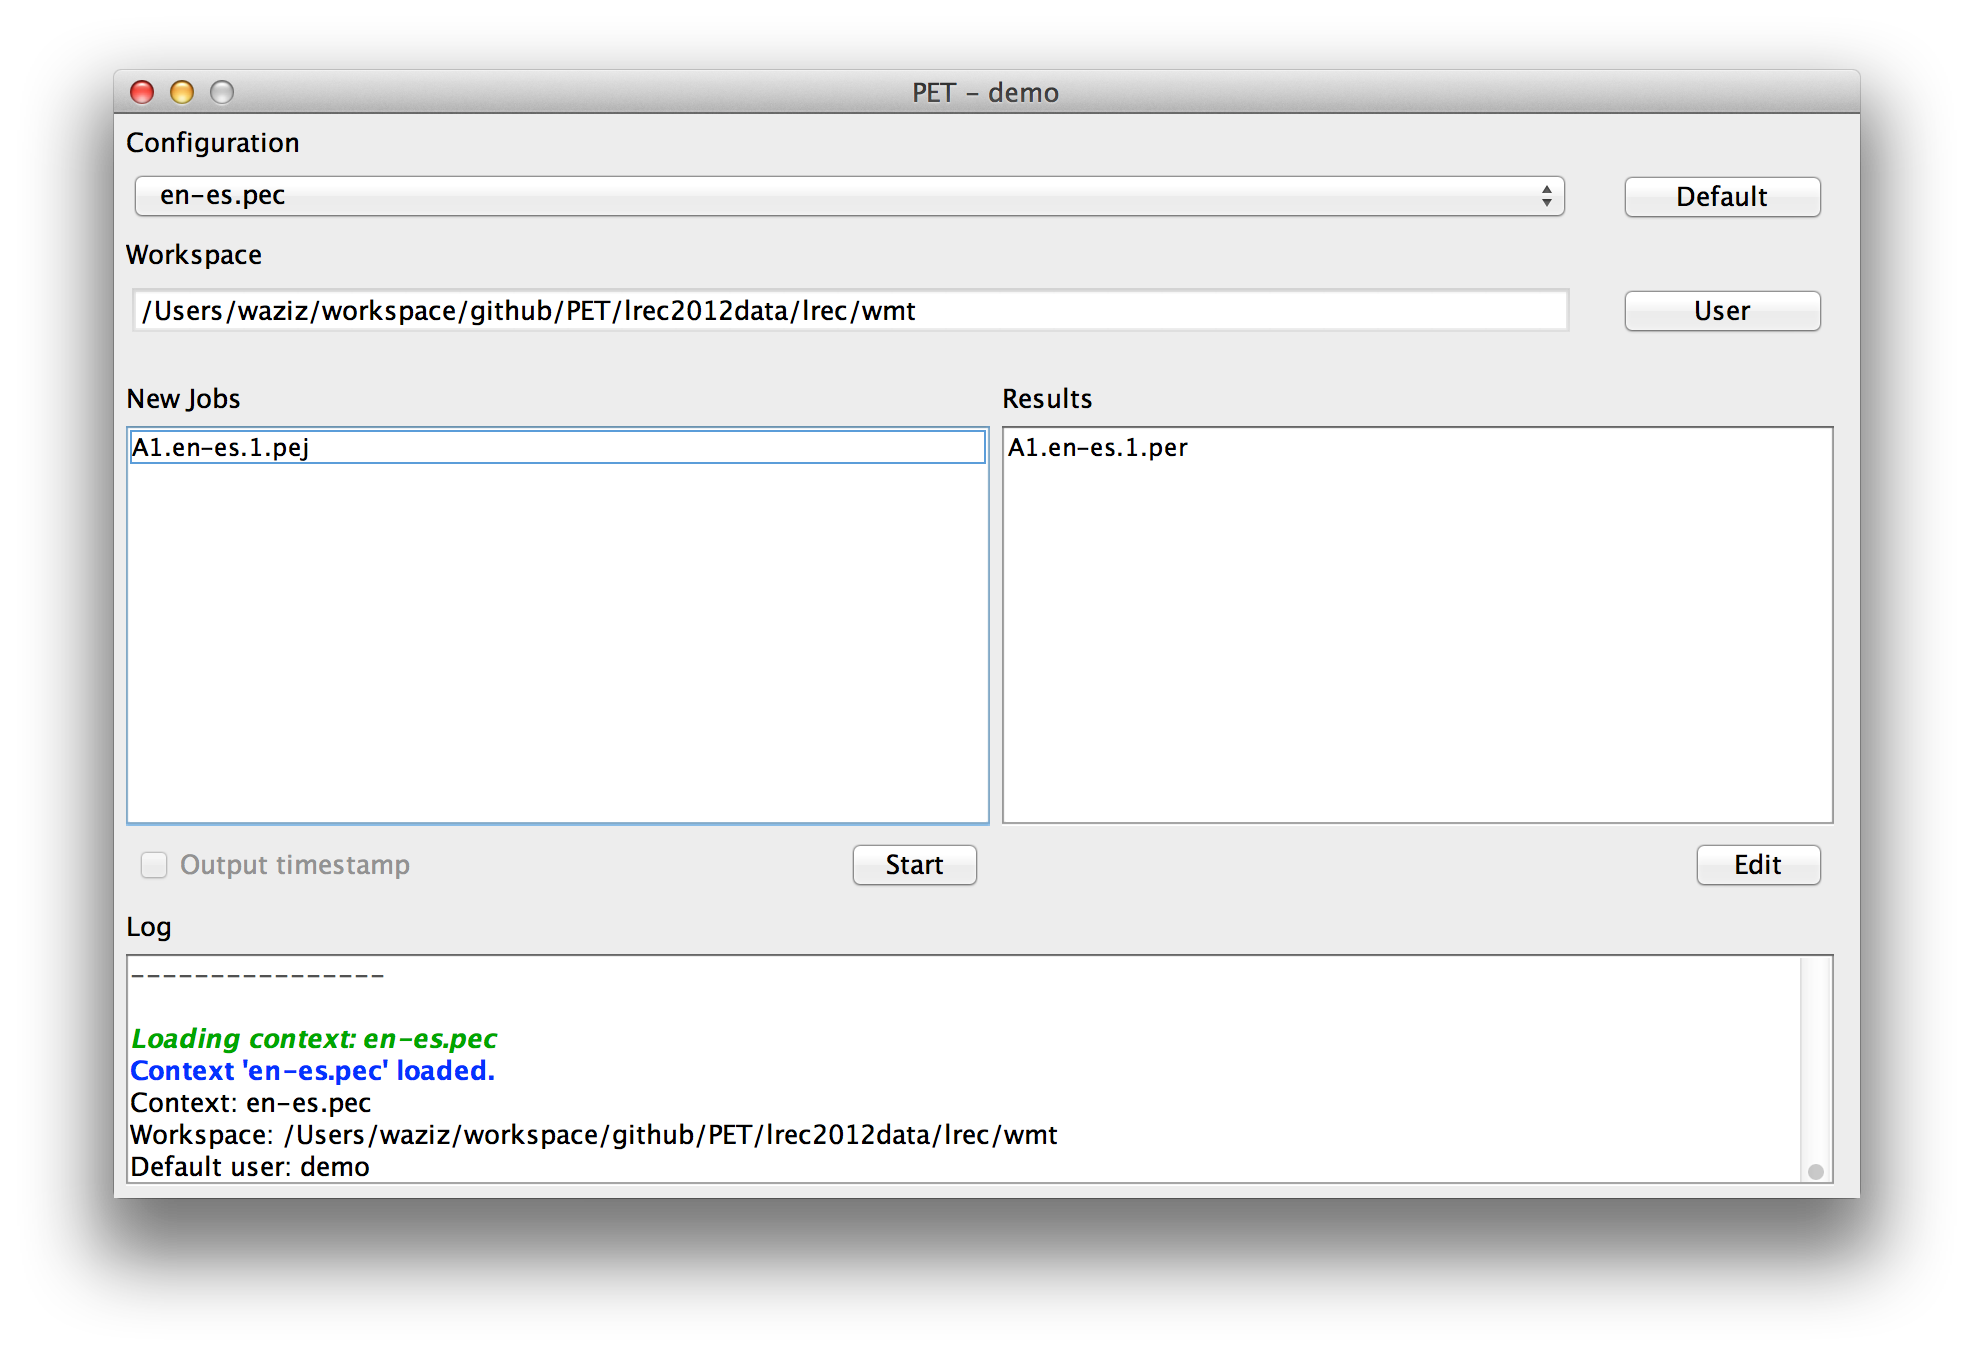 PET - demo
Configuration
en-es.pec
Default
Workspace
/Users/waziz/workspace/github/PET/lrec2012data/lrec/wmt
User
New Jobs
Results
A1.en-es.1.pej
A1.en-es.1.per
Output timestamp
Start
Edit
Log
----------------
Loading context: en-es.pec
Context 'en-es.pec' loaded.
Context: en-es.pec
Workspace: /Users/waziz/workspace/github/PET/lrec2012data/lrec/wmt
Default user: demo